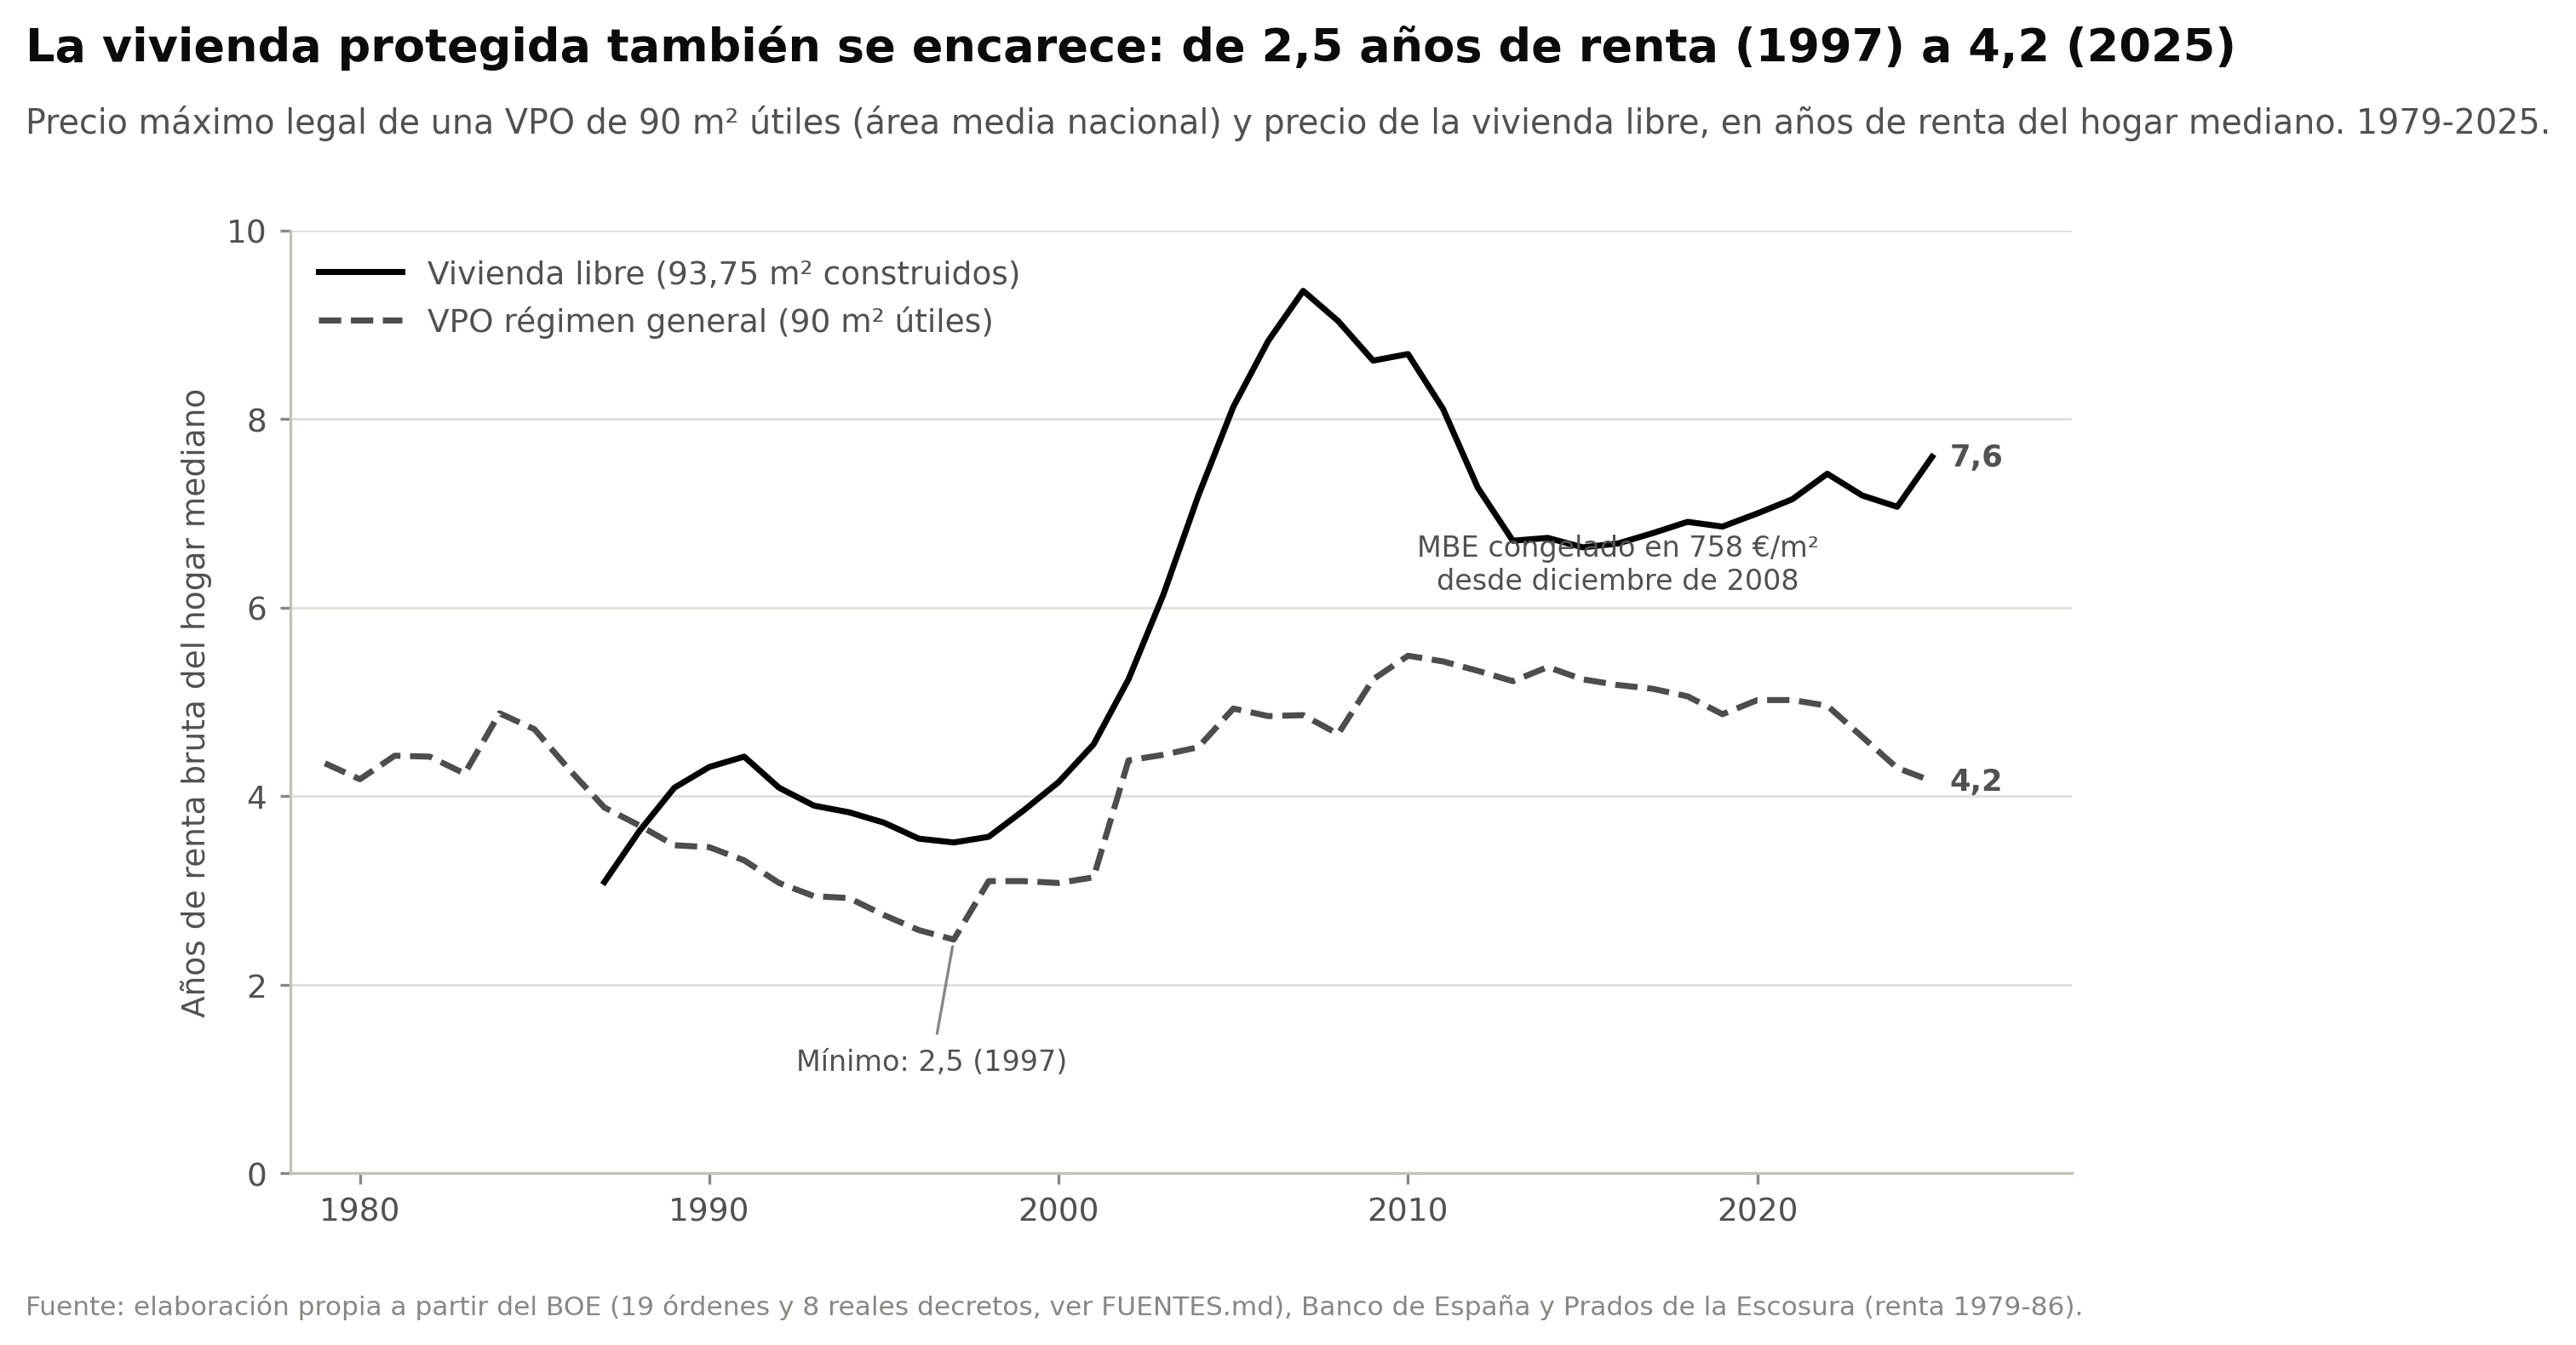 La vivienda protegida también se encarece: de 2,5 años de renta (1997) a 4,2 (2025)
Precio máximo legal de una VPO de 90 m² útiles (área media nacional) y precio de la vivienda libre, en años de renta del hogar mediano. 1979-2025.
Años de renta bruta del hogar mediano
10
8
6
4
2
0
Vivienda libre (93,75 m² construidos)
VPO régimen general (90 m² útiles)
7,6
MBE congelado en 758 €/m²
desde diciembre de 2008
4,2
Mínimo: 2,5 (1997)
1980
1990
2000
2010
2020
Fuente: elaboración propia a partir del BOE (19 órdenes y 8 reales decretos, ver FUENTES.md), Banco de España y Prados de la Escosura (renta 1979-86).